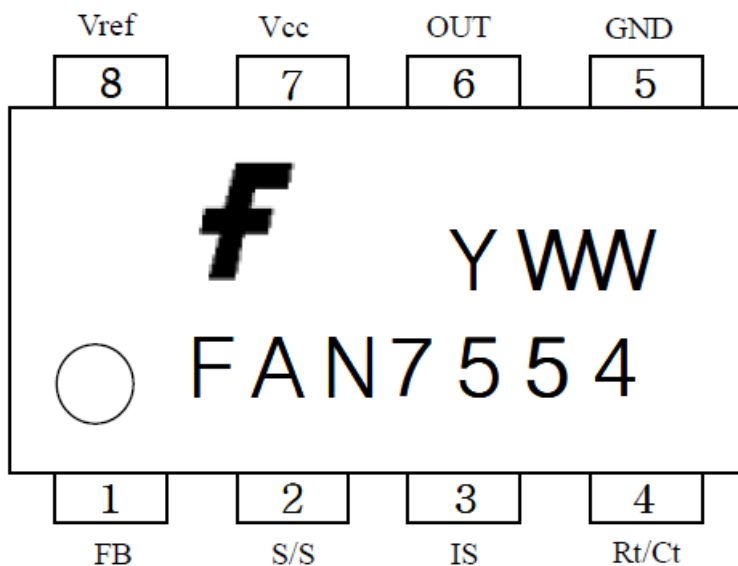 Vref Vcc OUT GND
8 7 6 5
YWW
FAN7554
1 2 3 4
FB S/S IS Rt/Ct